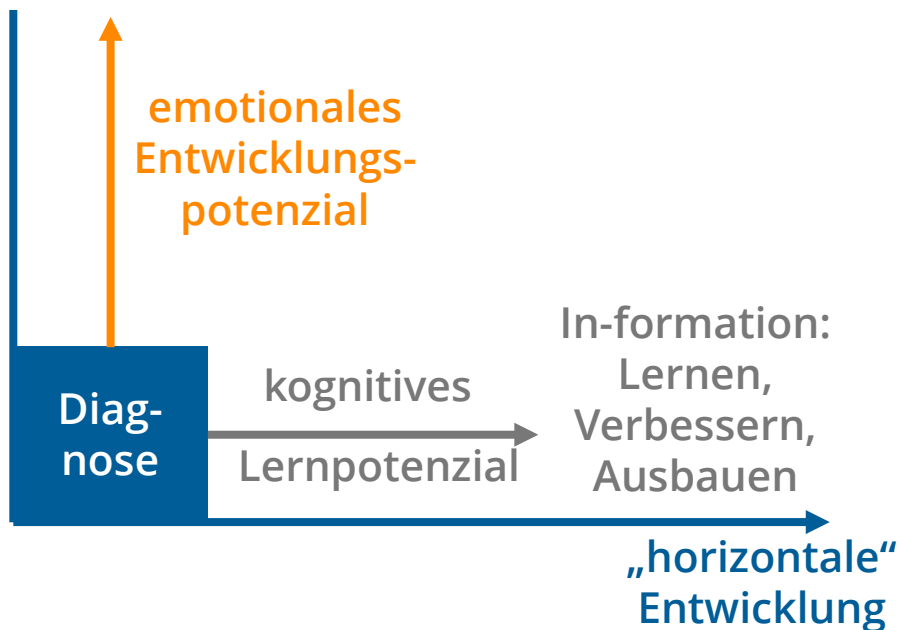 emotionales
Entwicklungs-
potenzial
In-formation:
Lernen,
Verbessern,
Ausbauen
kognitives
Lernpotenzial
Diag-
nose
„horizontale“
Entwicklung